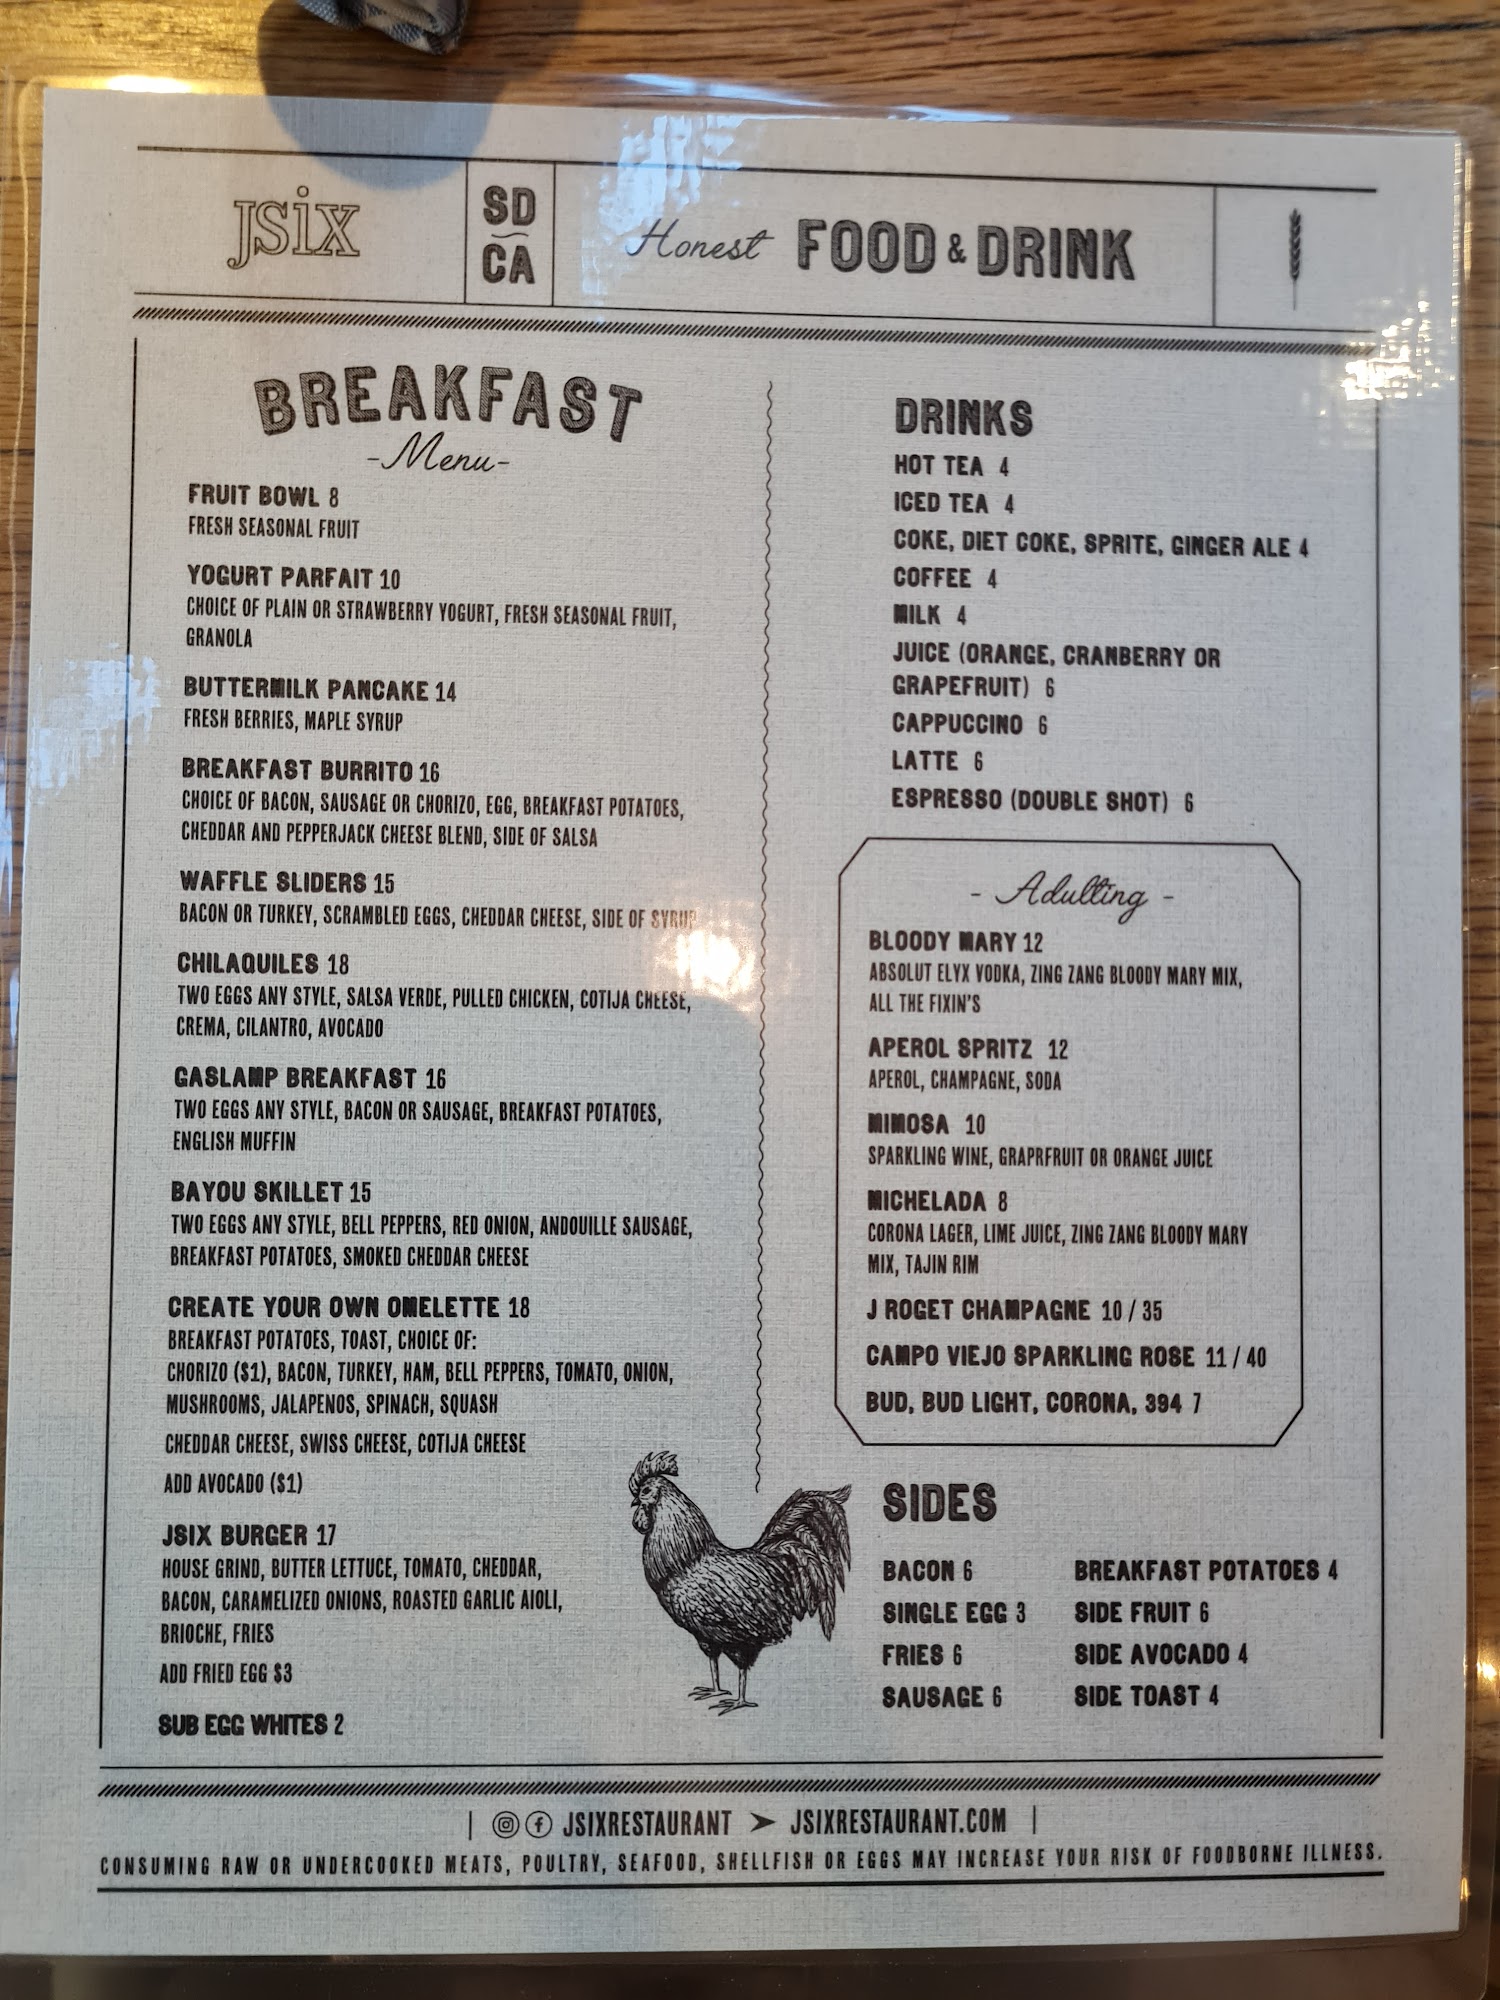 JSix
SD
CA
Honest FOOD & DRINK
BREAKFAST
-Menu-
FRUIT BOWL 8
FRESH SEASONAL FRUIT
YOGURT PARFAIT 10
CHOICE OF PLAIN OR STRAWBERRY YOGURT, FRESH SEASONAL FRUIT,
GRANOLA
BUTTERMILK PANCAKE 14
FRESH BERRIES, MAPLE SYRUP
BREAKFAST BURRITO 16
CHOICE OF BACON, SAUSAGE OR CHORIZO, EGG, BREAKFAST POTATOES,
CHEDDAR AND PEPPERJACK CHEESE BLEND, SIDE OF SALSA
WAFFLE SLIDERS 15
BACON OR TURKEY, SCRAMBLED EGGS, CHEDDAR CHEESE, SIDE OF SYRUP
CHILAQUILES 18
TWO EGGS ANY STYLE, SALSA VERDE, PULLED CHICKEN, COTIJA CHEESE,
CREMA, CILANTRO, AVOCADO
GASLAMP BREAKFAST 16
TWO EGGS ANY STYLE, BACON OR SAUSAGE, BREAKFAST POTATOES,
ENGLISH MUFFIN
BAYOU SKILLET 15
TWO EGGS ANY STYLE, BELL PEPPERS, RED ONION, ANDOUILLE SAUSAGE,
BREAKFAST POTATOES, SMOKED CHEDDAR CHEESE
CREATE YOUR OWN OMELETTE 18
BREAKFAST POTATOES, TOAST, CHOICE OF:
CHORIZO ($1), BACON, TURKEY, HAM, BELL PEPPERS, TOMATO, ONION,
MUSHROOMS, JALAPENOS, SPINACH, SQUASH
CHEDDAR CHEESE, SWISS CHEESE, COTIJA CHEESE
ADD AVOCADO ($1)
JSIX BURGER 17
HOUSE GRIND, BUTTER LETTUCE, TOMATO, CHEDDAR,
BACON, CARAMELIZED ONIONS, ROASTED GARLIC AIOLI,
BRIOCHE, FRIES
ADD FRIED EGG $3
SUB EGG WHITES 2
DRINKS
HOT TEA 4
ICED TEA 4
COKE, DIET COKE, SPRITE, GINGER ALE 4
COFFEE 4
MILK 4
JUICE (ORANGE, CRANBERRY OR
GRAPEFRUIT) 6
CAPPUCCINO 6
LATTE 6
ESPRESSO (DOUBLE SHOT) 6
- Adulting -
BLOODY MARY 12
ABSOLUT ELYX VODKA, ZING ZANG BLOODY MARY MIX,
ALL THE FIXIN'S
APEROL SPRITZ 12
APEROL, CHAMPAGNE, SODA
MIMOSA 10
SPARKLING WINE, GRAPRFRUIT OR ORANGE JUICE
MICHELADA 8
CORONA LAGER, LIME JUICE, ZING ZANG BLOODY MARY
MIX, TAJIN RIM
J ROGET CHAMPAGNE 10 / 35
CAMPO VIEJO SPARKLING ROSE 11 / 40
BUD, BUD LIGHT, CORONA, 394 7
SIDES
BACON 6
SINGLE EGG 3
FRIES 6
SAUSAGE 6
BREAKFAST POTATOES 4
SIDE FRUIT 6
SIDE AVOCADO 4
SIDE TOAST 4
| JSIXRESTAURANT ➤ JSIXRESTAURANT.COM |
CONSUMING RAW OR UNDERCOOKED MEATS, POULTRY, SEAFOOD, SHELLFISH OR EGGS MAY INCREASE YOUR RISK OF FOODBORNE ILLNESS.